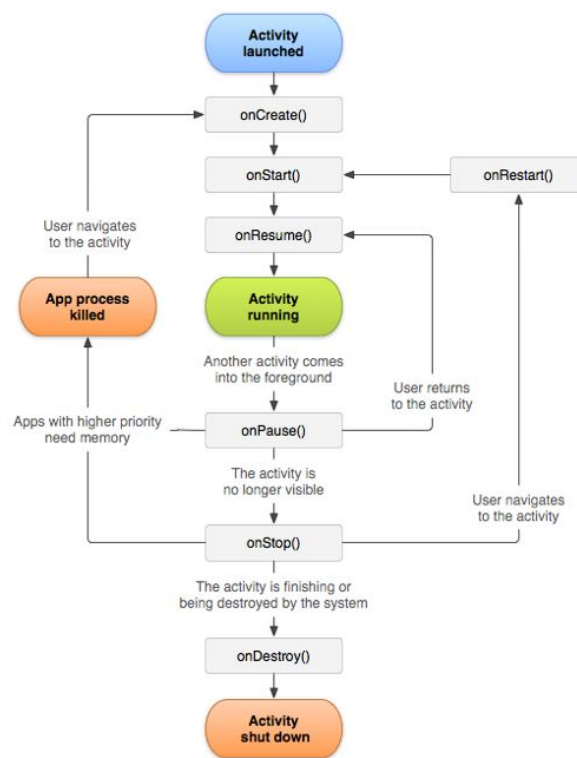 Activity
launched
onCreate()
onStart()
onRestart()
User navigates
to the activity
onResume()
App process
killed
Activity
running
Another activity comes
into the foreground
User returns
to the activity
Apps with higher priority
need memory
onPause()
The activity is
no longer visible
User navigates
to the activity
onStop()
The activity is finishing or
being destroyed by the system
onDestroy()
Activity
shut down